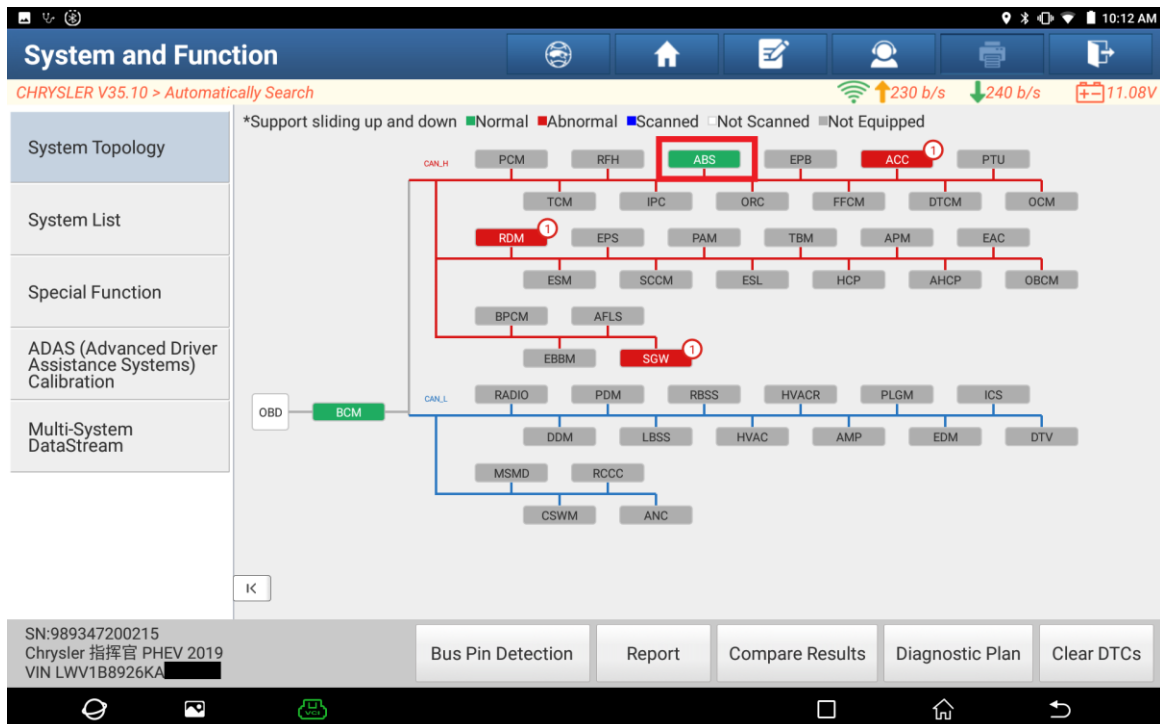 10:12 AM
System and Function
CHRYSLER V35.10 > Automatically Search
230 b/s
240 b/s
11.08V
System Topology
System List
Special Function
ADAS (Advanced Driver
Assistance Systems)
Calibration
Multi-System
DataStream
*Support sliding up and down Normal Abnormal Scanned Not Scanned Not Equipped
CAN_H
PCM RFH ABS EPB ACC 1 PTU
TCM IPC ORC FFCM DTCM OCM
RDM 1 EPS PAM TBM APM EAC
ESM SCCM ESL HCP AHCP OBCM
BPCM AFLS
EBBM SGW 1
OBD BCM
CAN_L
RADIO PDM RBSS HVACR PLGM ICS
DDM LBSS HVAC AMP EDM DTV
MSMD RCCC
CSWM ANC
SN:989347200215
Chrysler 指挥官 PHEV 2019
VIN LWV1B8926KA
Bus Pin Detection
Report
Compare Results
Diagnostic Plan
Clear DTCs
VCI